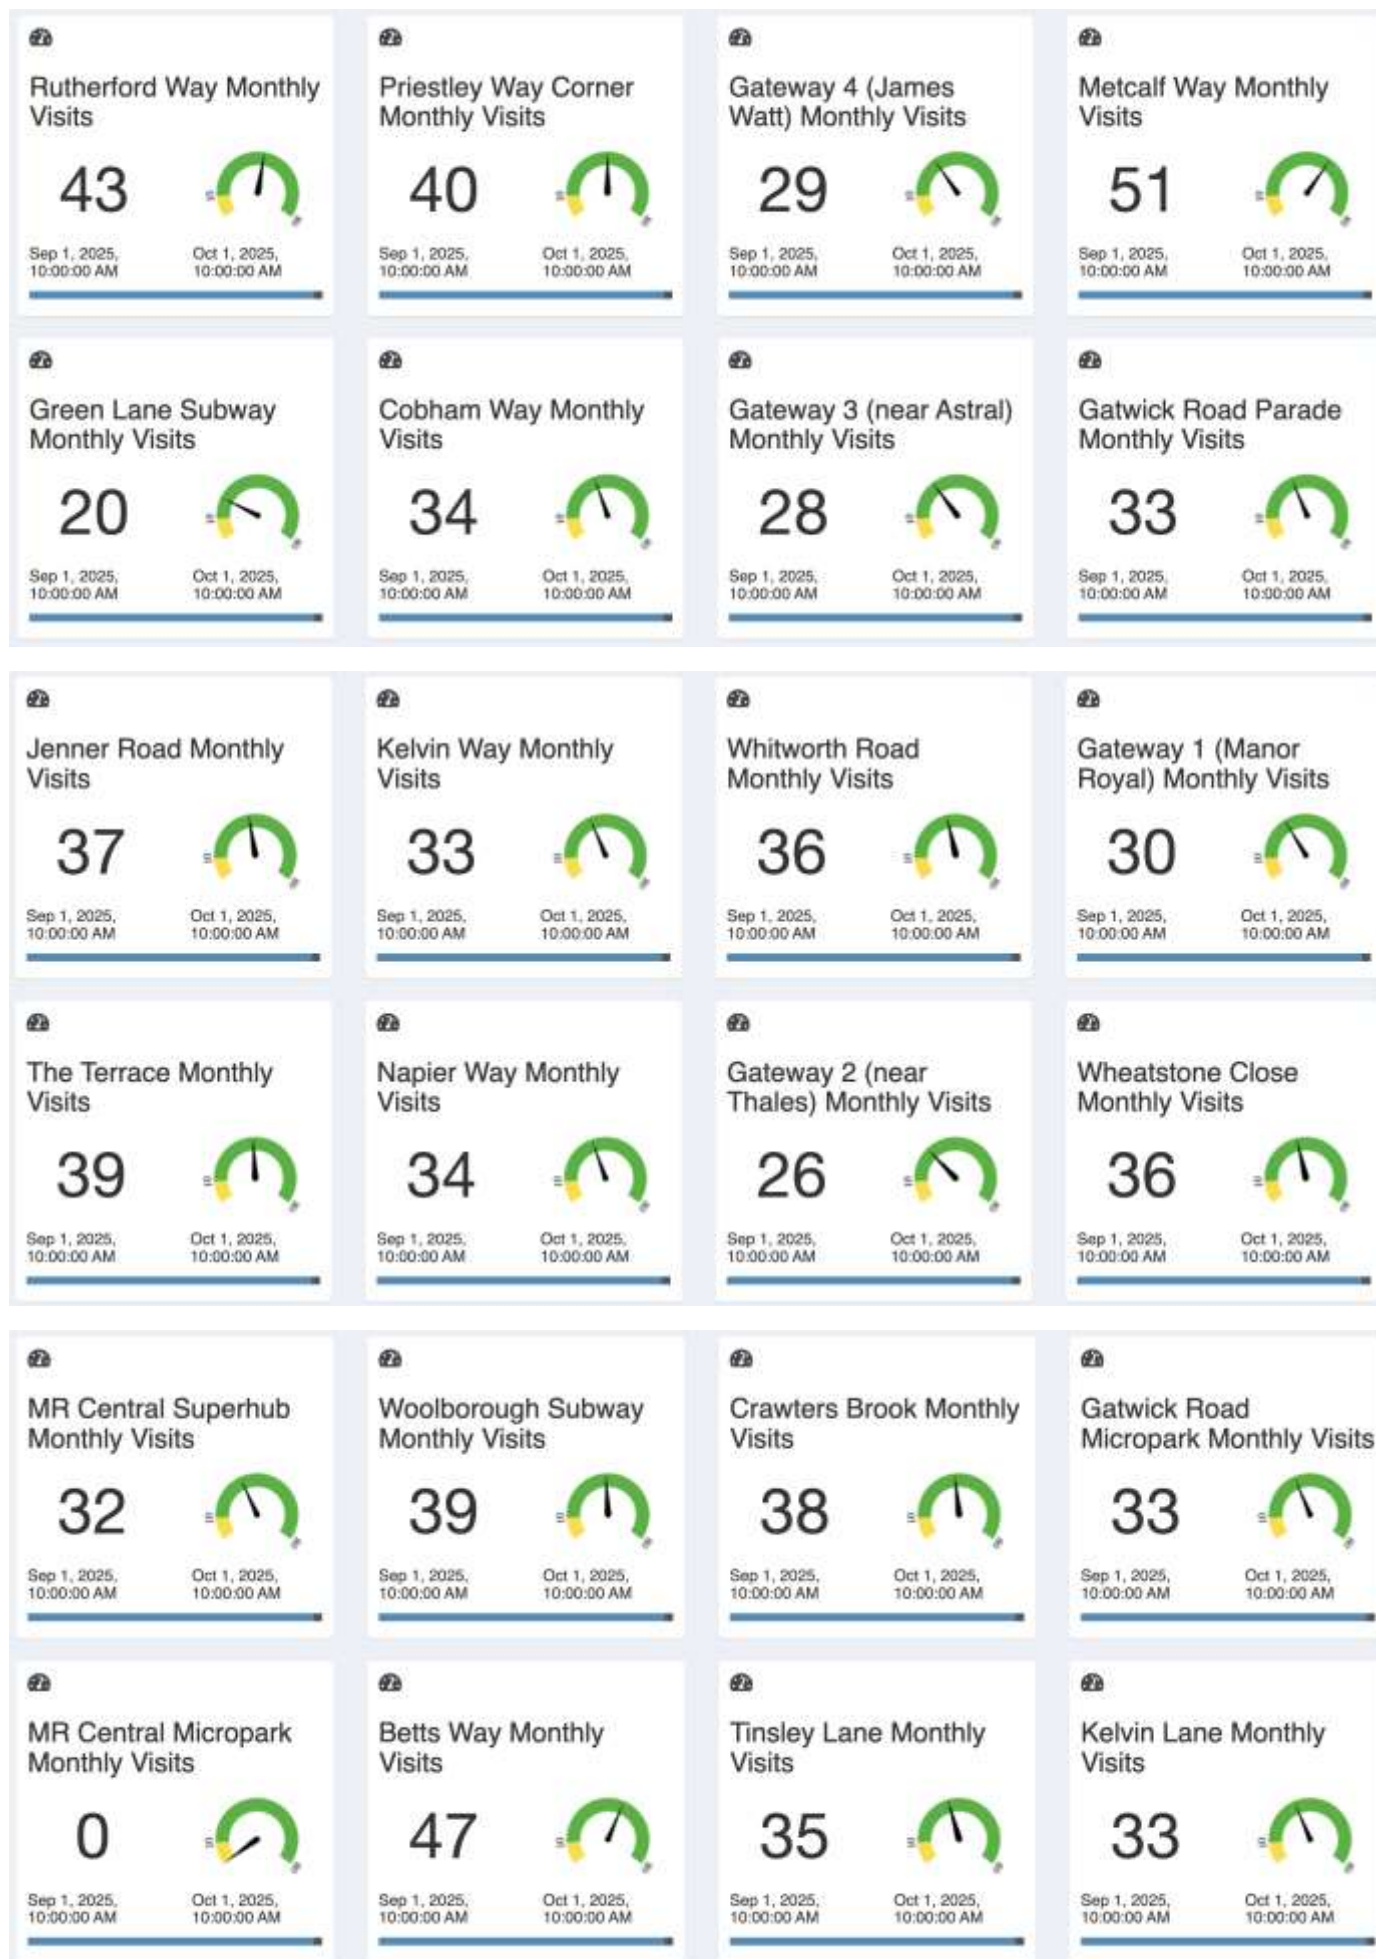 Rutherford Way Monthly
Visits
43
Sep 1, 2025,
10:00:00 AM
Oct 1, 2025,
10:00:00 AM
Priestley Way Corner
Monthly Visits
40
Sep 1, 2025,
10:00:00 AM
Oct 1, 2025,
10:00:00 AM
Gateway 4 (James
Watt) Monthly Visits
29
Sep 1, 2025,
10:00:00 AM
Oct 1, 2025,
10:00:00 AM
Metcalf Way Monthly
Visits
51
Sep 1, 2025,
10:00:00 AM
Oct 1, 2025,
10:00:00 AM
Green Lane Subway
Monthly Visits
20
Sep 1, 2025,
10:00:00 AM
Oct 1, 2025,
10:00:00 AM
Cobham Way Monthly
Visits
34
Sep 1, 2025,
10:00:00 AM
Oct 1, 2025,
10:00:00 AM
Gateway 3 (near Astral)
Monthly Visits
28
Sep 1, 2025,
10:00:00 AM
Oct 1, 2025,
10:00:00 AM
Gatwick Road Parade
Monthly Visits
33
Sep 1, 2025,
10:00:00 AM
Oct 1, 2025,
10:00:00 AM
Jenner Road Monthly
Visits
37
Sep 1, 2025,
10:00:00 AM
Oct 1, 2025,
10:00:00 AM
Kelvin Way Monthly
Visits
33
Sep 1, 2025,
10:00:00 AM
Oct 1, 2025,
10:00:00 AM
Whitworth Road
Monthly Visits
36
Sep 1, 2025,
10:00:00 AM
Oct 1, 2025,
10:00:00 AM
Gateway 1 (Manor
Royal) Monthly Visits
30
Sep 1, 2025,
10:00:00 AM
Oct 1, 2025,
10:00:00 AM
The Terrace Monthly
Visits
39
Sep 1, 2025,
10:00:00 AM
Oct 1, 2025,
10:00:00 AM
Napier Way Monthly
Visits
34
Sep 1, 2025,
10:00:00 AM
Oct 1, 2025,
10:00:00 AM
Gateway 2 (near
Thales) Monthly Visits
26
Sep 1, 2025,
10:00:00 AM
Oct 1, 2025,
10:00:00 AM
Wheatstone Close
Monthly Visits
36
Sep 1, 2025,
10:00:00 AM
Oct 1, 2025,
10:00:00 AM
MR Central Superhub
Monthly Visits
32
Sep 1, 2025,
10:00:00 AM
Oct 1, 2025,
10:00:00 AM
Woolborough Subway
Monthly Visits
39
Sep 1, 2025,
10:00:00 AM
Oct 1, 2025,
10:00:00 AM
Crawters Brook Monthly
Visits
38
Sep 1, 2025,
10:00:00 AM
Oct 1, 2025,
10:00:00 AM
Gatwick Road
Micropark Monthly Visits
33
Sep 1, 2025,
10:00:00 AM
Oct 1, 2025,
10:00:00 AM
MR Central Micropark
Monthly Visits
0
Sep 1, 2025,
10:00:00 AM
Oct 1, 2025,
10:00:00 AM
Betts Way Monthly
Visits
47
Sep 1, 2025,
10:00:00 AM
Oct 1, 2025,
10:00:00 AM
Tinsley Lane Monthly
Visits
35
Sep 1, 2025,
10:00:00 AM
Oct 1, 2025,
10:00:00 AM
Kelvin Lane Monthly
Visits
33
Sep 1, 2025,
10:00:00 AM
Oct 1, 2025,
10:00:00 AM